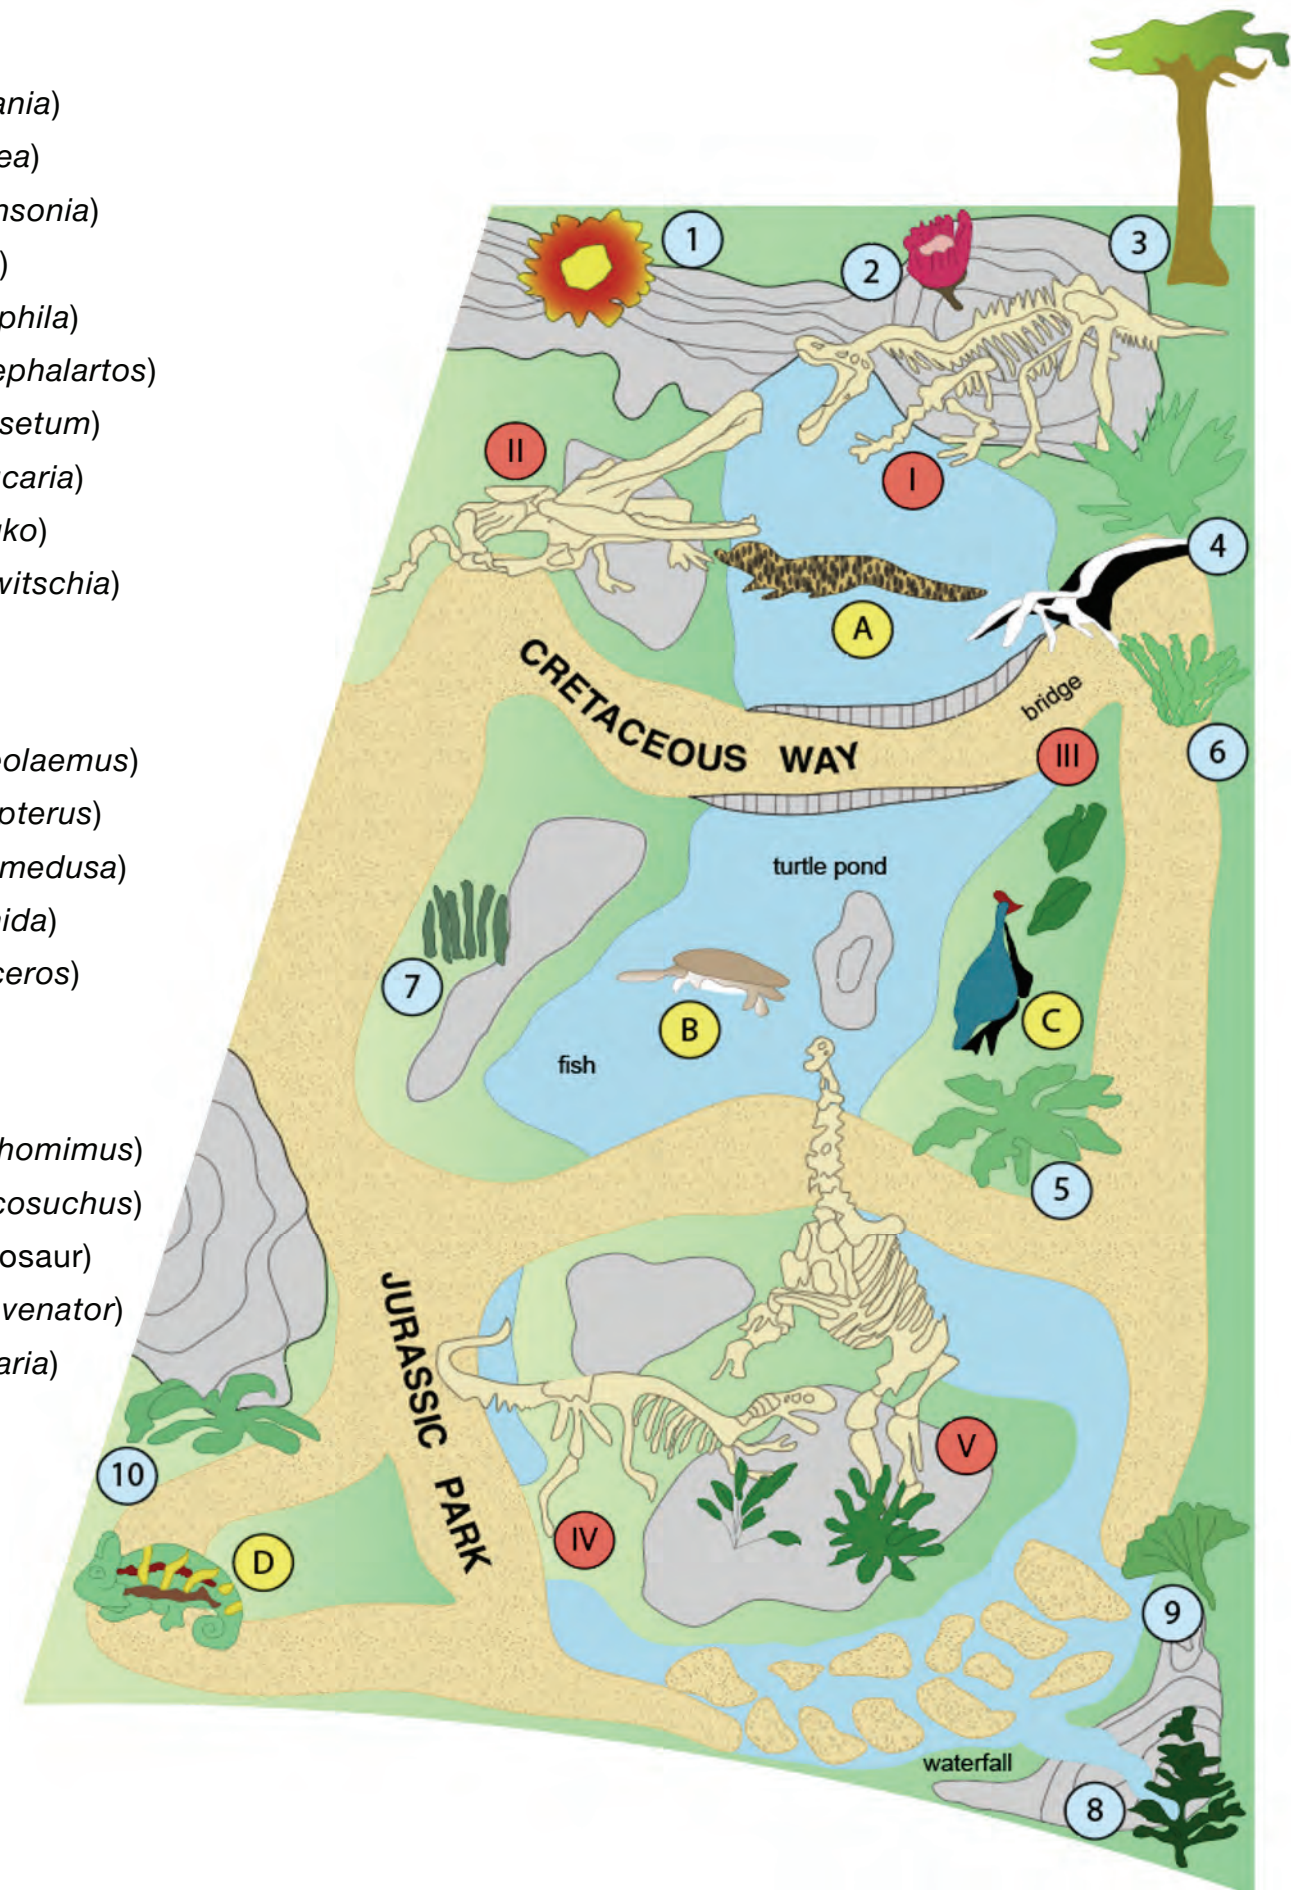 ania)
ea)
nsonia)
)
phila)
ephalartos)
setum)
caria)
ko)
witschia)
eolaemus)
pterus)
medusa)
ida)
ceros)
homimus)
cosuchus)
osaur)
venator)
aria)
1
2
3
II
I
4
A
CRETACEOUS WAY
bridge
III
6
turtle pond
7
B
C
fish
5
JURASSIC PARK
V
10
IV
D
9
waterfall
8